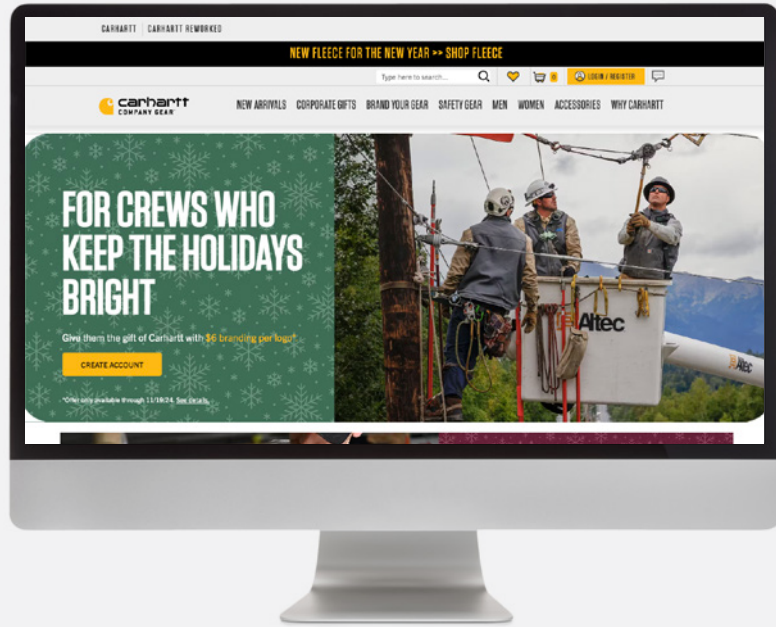 CARHARTT CARHARTT REWORKED
NEW FLEECE FOR THE NEW YEAR >> SHOP FLEECE
Type here to search... 0 LOGIN / REGISTER
carhartt
COMPANY GEAR
NEW ARRIVALS CORPORATE GIFTS BRAND YOUR GEAR SAFETY GEAR MEN WOMEN ACCESSORIES WHY CARHARTT
FOR CREWS WHO
KEEP THE HOLIDAYS
BRIGHT
Give them the gift of Carhartt with $6 branding per logo*
CREATE ACCOUNT
*Offer only available through 11/19/24. See details.
Altec
Altec